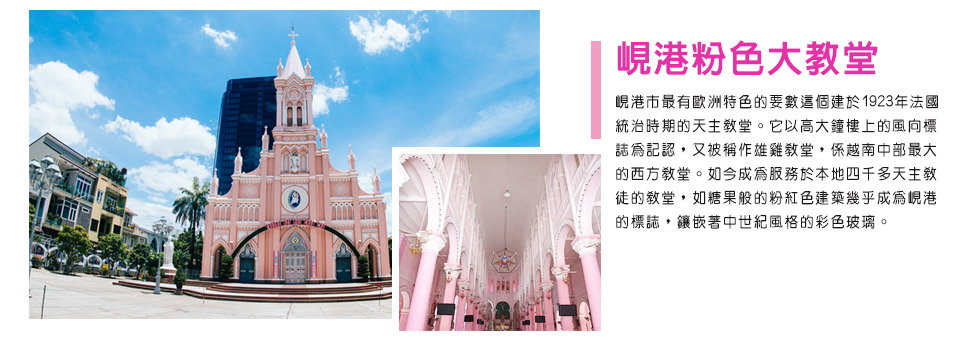 峴港粉色大教堂
峴港市最有歐洲特色的要數這個建於1923年法國
統治時期的天主教堂。它以高大鐘樓上的風向標
誌為記認，又被稱作雄雞教堂，係越南中部最大
的西方教堂。如今成為服務於本地四千多天主教
徒的教堂，如糖果般的粉紅色建築幾乎成為峴港
的標誌，鑲嵌著中世紀風格的彩色玻璃。